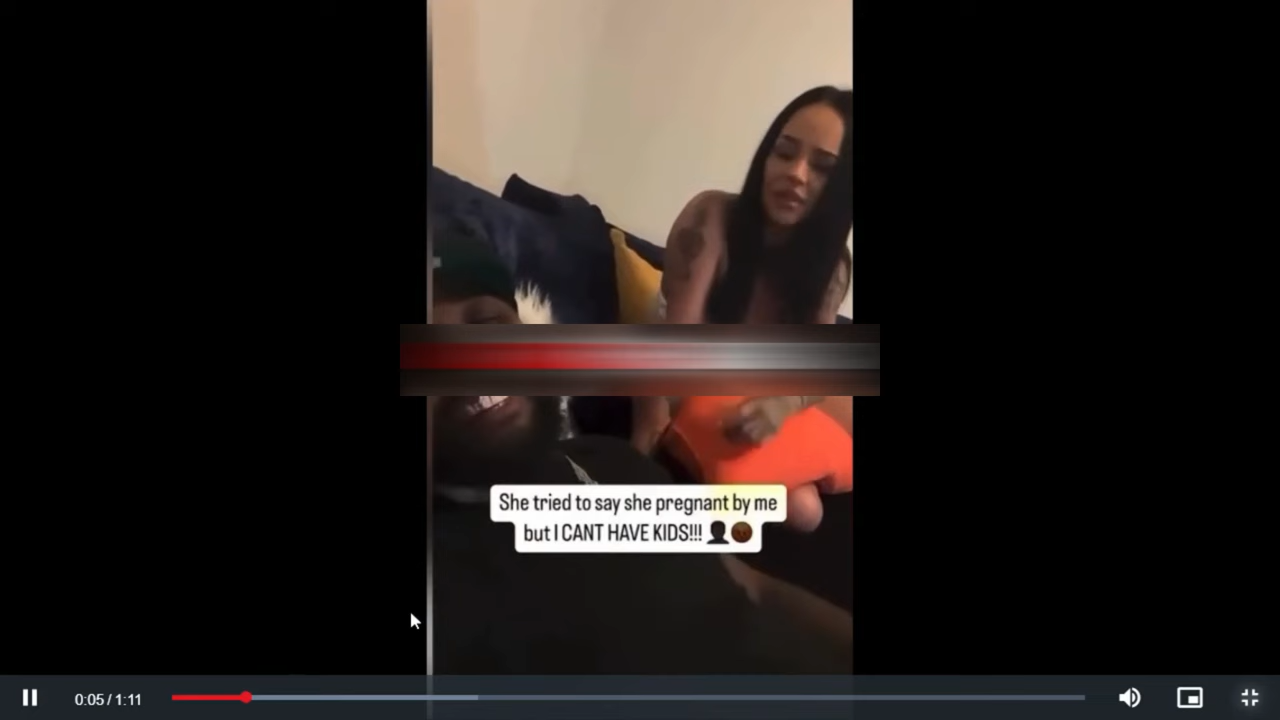 She tried to say she pregnant by me
but I CANT HAVE KIDS!!! 👤😡
0:05 / 1:11